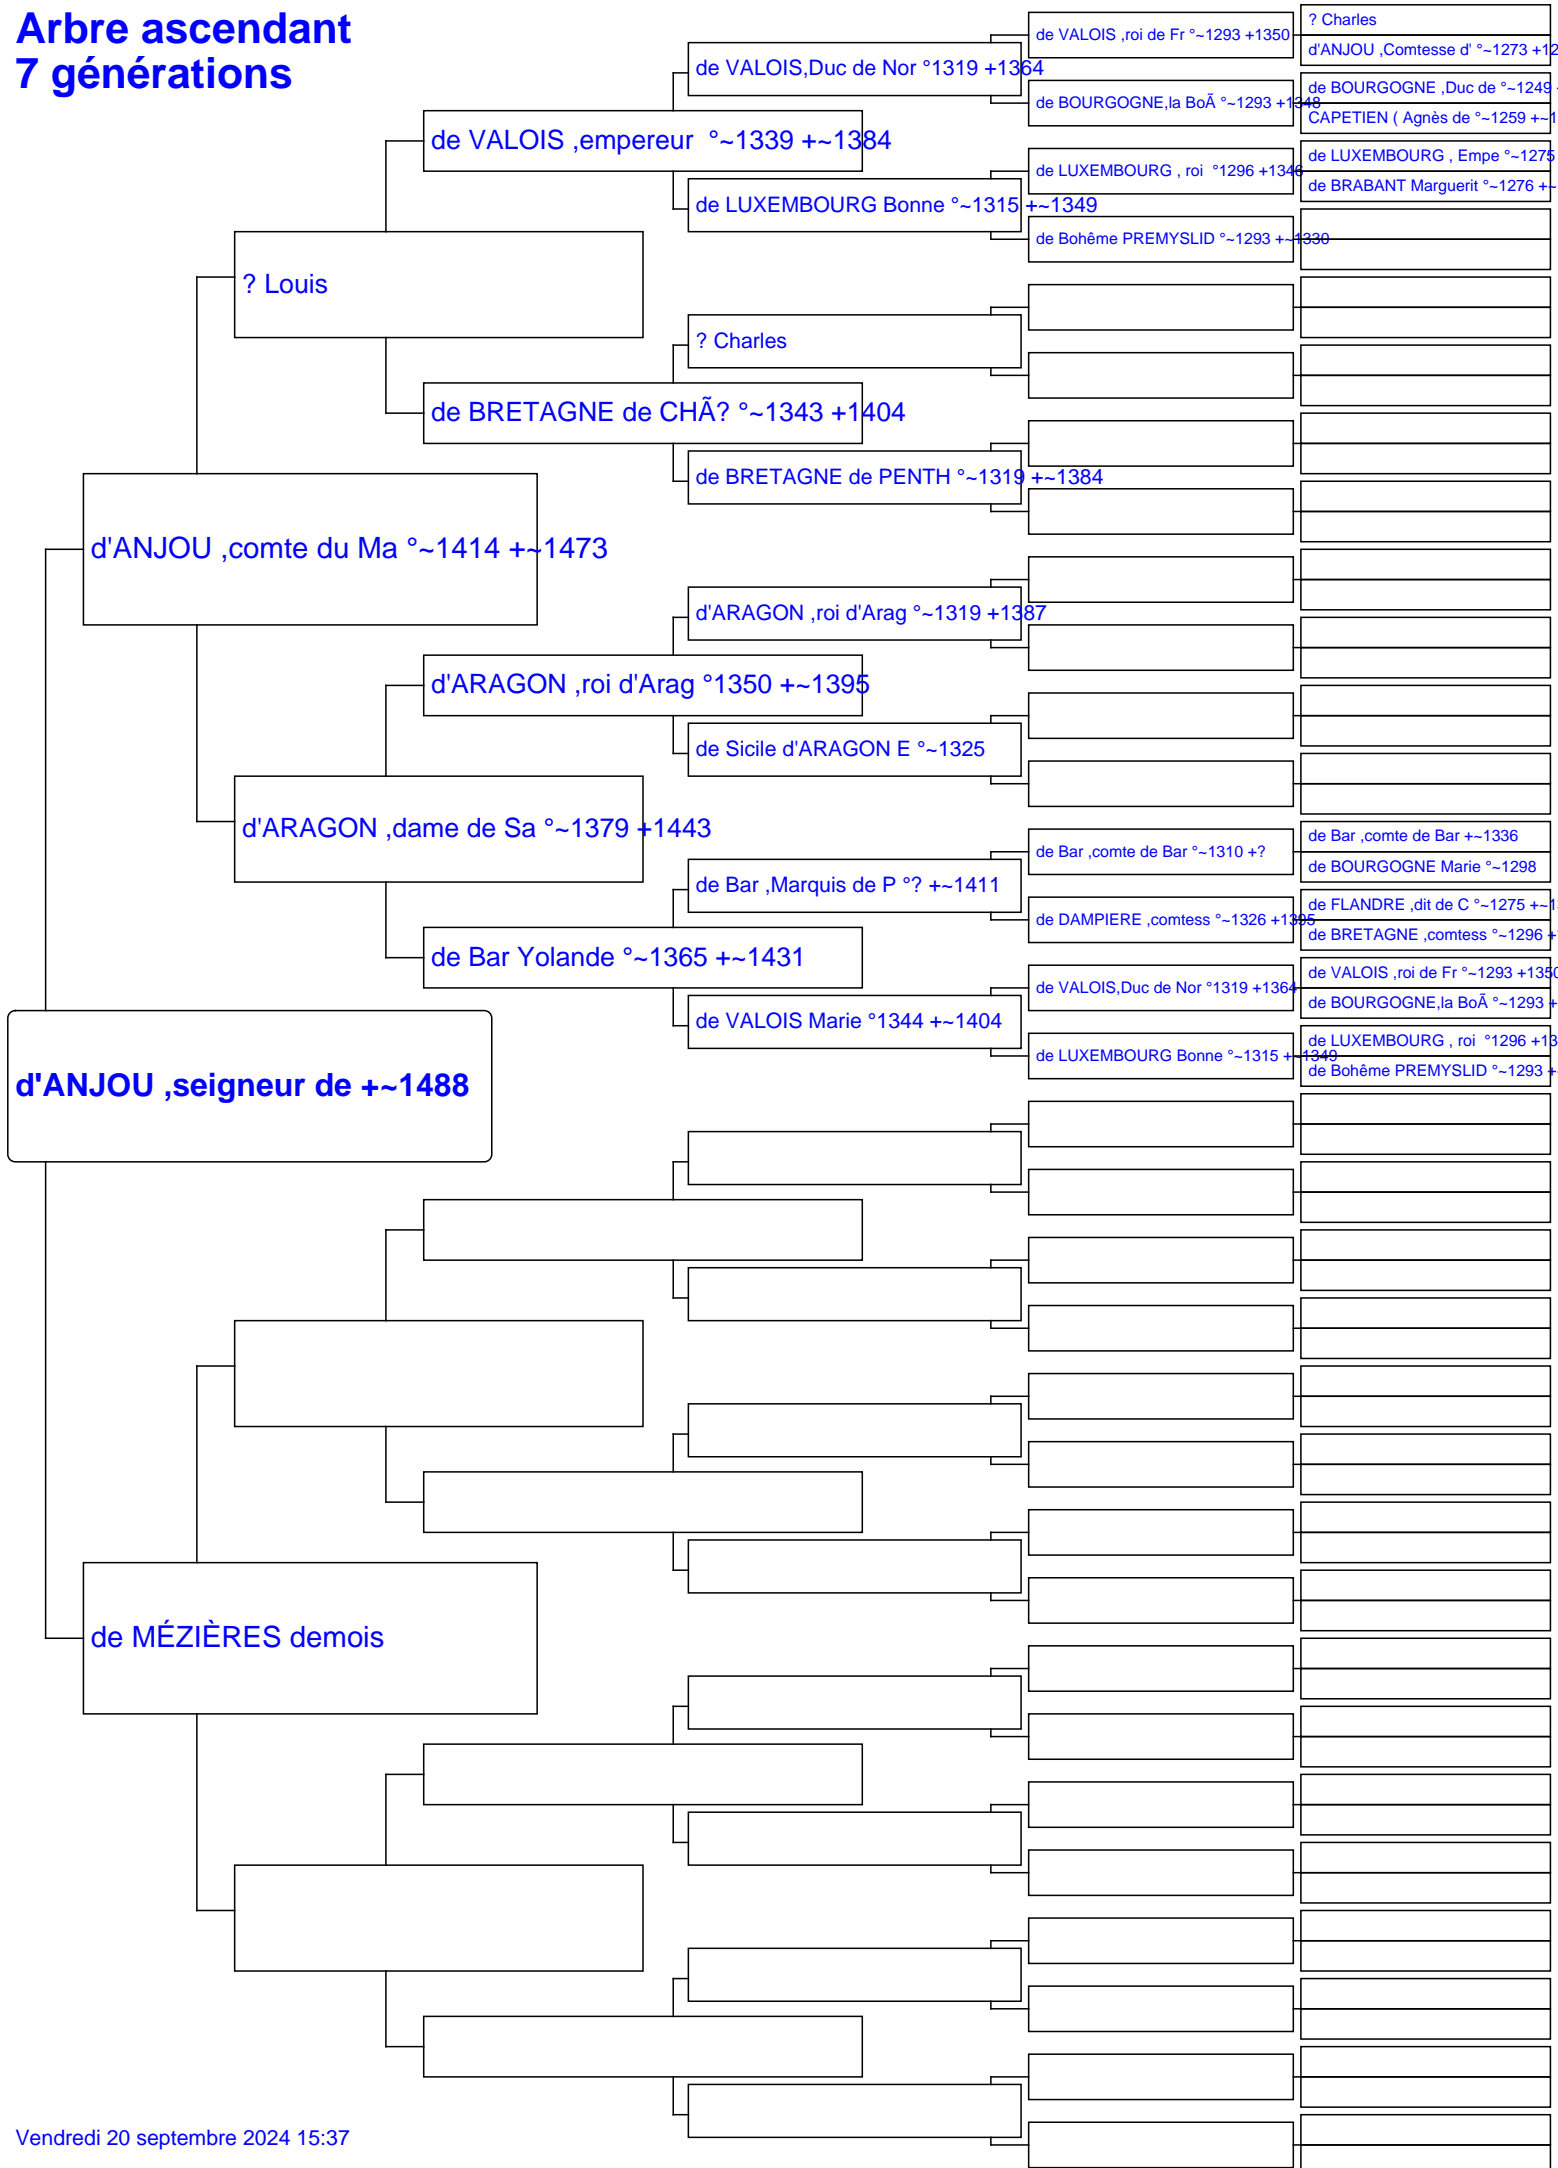 Arbre ascendant
7 générations
de VALOIS ,roi de Fr °~1293 +1350
? Charles
d'ANJOU ,Comtesse d' °~1273 +12
de VALOIS,Duc de Nor °1319 +1364
de BOURGOGNE,la BoÃ °~1293 +1348
de BOURGOGNE ,Duc de °~1249
CAPETIEN ( Agnès de °~1259 +~1
de VALOIS ,empereur  °~1339 +~1384
de LUXEMBOURG , roi  °1296 +1346
de LUXEMBOURG , Empe °~1275
de BRABANT Marguerit °~1276 +~
de LUXEMBOURG Bonne °~1315 +~1349
de Bohême PREMYSLID °~1293 +~1330
? Louis
? Charles
de BRETAGNE de CHÃ? °~1343 +1404
de BRETAGNE de PENTH °~1319 +~1384
d'ANJOU ,comte du Ma °~1414 +~1473
d'ARAGON ,roi d'Arag °~1319 +1387
d'ARAGON ,roi d'Arag °1350 +~1395
de Sicile d'ARAGON E °~1325
d'ARAGON ,dame de Sa °~1379 +1443
de Bar ,comte de Bar °~1310 +?
de Bar ,comte de Bar +~1336
de BOURGOGNE Marie °~1298
de Bar ,Marquis de P °? +~1411
de DAMPIERE ,comtess °~1326 +1395
de FLANDRE ,dit de C °~1275 +~1
de BRETAGNE ,comtess °~1296 +
de Bar Yolande °~1365 +~1431
de VALOIS,Duc de Nor °1319 +1364
de VALOIS ,roi de Fr °~1293 +1350
de BOURGOGNE,la BoÃ °~1293 +
de VALOIS Marie °1344 +~1404
de LUXEMBOURG Bonne °~1315 +~1349
de LUXEMBOURG , roi  °1296 +13
de Bohême PREMYSLID °~1293 +
d'ANJOU ,seigneur de +~1488
de MÉZIÈRES demois
Vendredi 20 septembre 2024 15:37